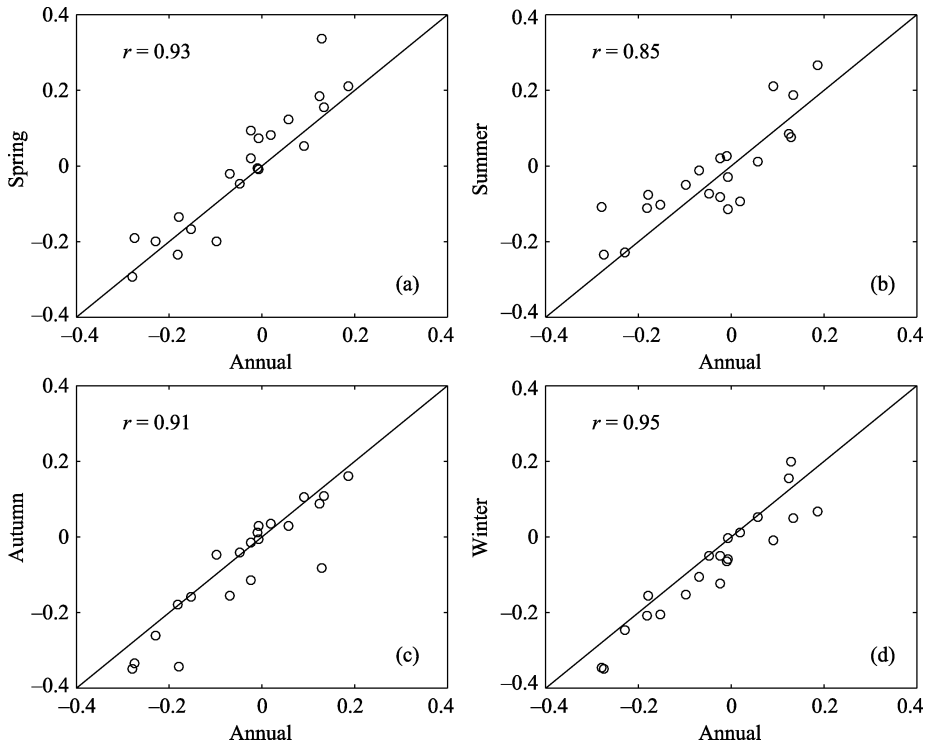 0.4
0.2
0
−0.2
−0.4
Spring
r = 0.93
(a)
−0.4 −0.2 0 0.2 0.4
Annual
0.4
0.2
0
−0.2
−0.4
Summer
r = 0.85
(b)
−0.4 −0.2 0 0.2 0.4
Annual
0.4
0.2
0
−0.2
−0.4
Autumn
r = 0.91
(c)
−0.4 −0.2 0 0.2 0.4
Annual
0.4
0.2
0
−0.2
−0.4
Winter
r = 0.95
(d)
−0.4 −0.2 0 0.2 0.4
Annual